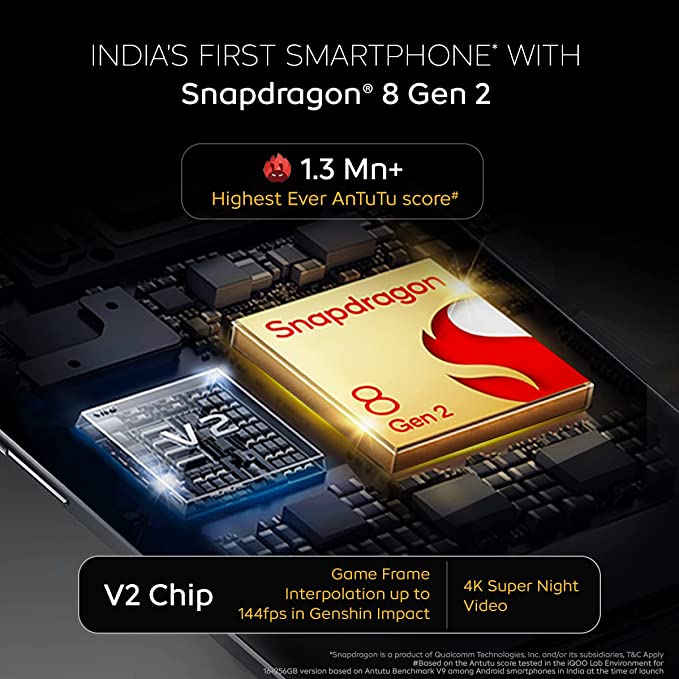 INDIA'S FIRST SMARTPHONE* WITH
Snapdragon® 8 Gen 2
1.3 Mn+
Highest Ever AnTuTu score#
Snapdragon
8
Gen 2
V2
V2 Chip
Game Frame
Interpolation up to
144fps in Genshin Impact
4K Super Night
Video
*Snapdragon is a product of Qualcomm Technologies, Inc. and/or its subsidiaries, T&C Apply
#Based on the Antutu score tested in the iQOO Lab Environment for
16+256GB version based on Antutu Benchmark V9 among Android smartphones in India at the time of launch